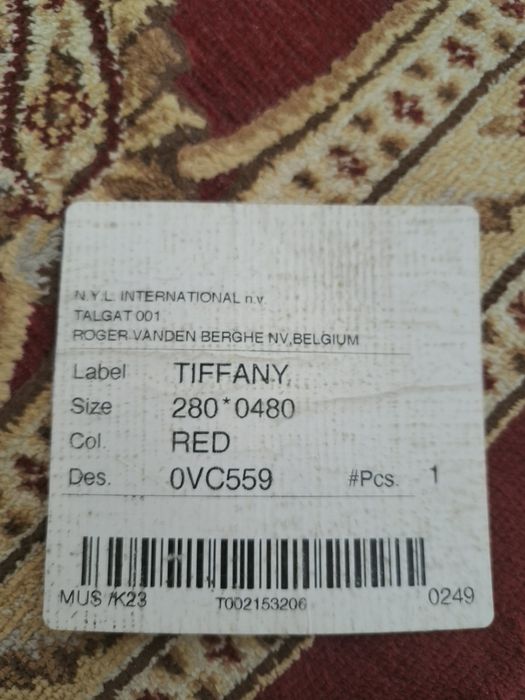 N.Y.L. INTERNATIONAL n.v.
TALGAT 001
ROGER VANDEN BERGHE NV,BELGIUM
Label TIFFANY
Size 280*0480
Col. RED
Des. 0VC559 #Pcs. 1
MUS /K23 T002153206 0249